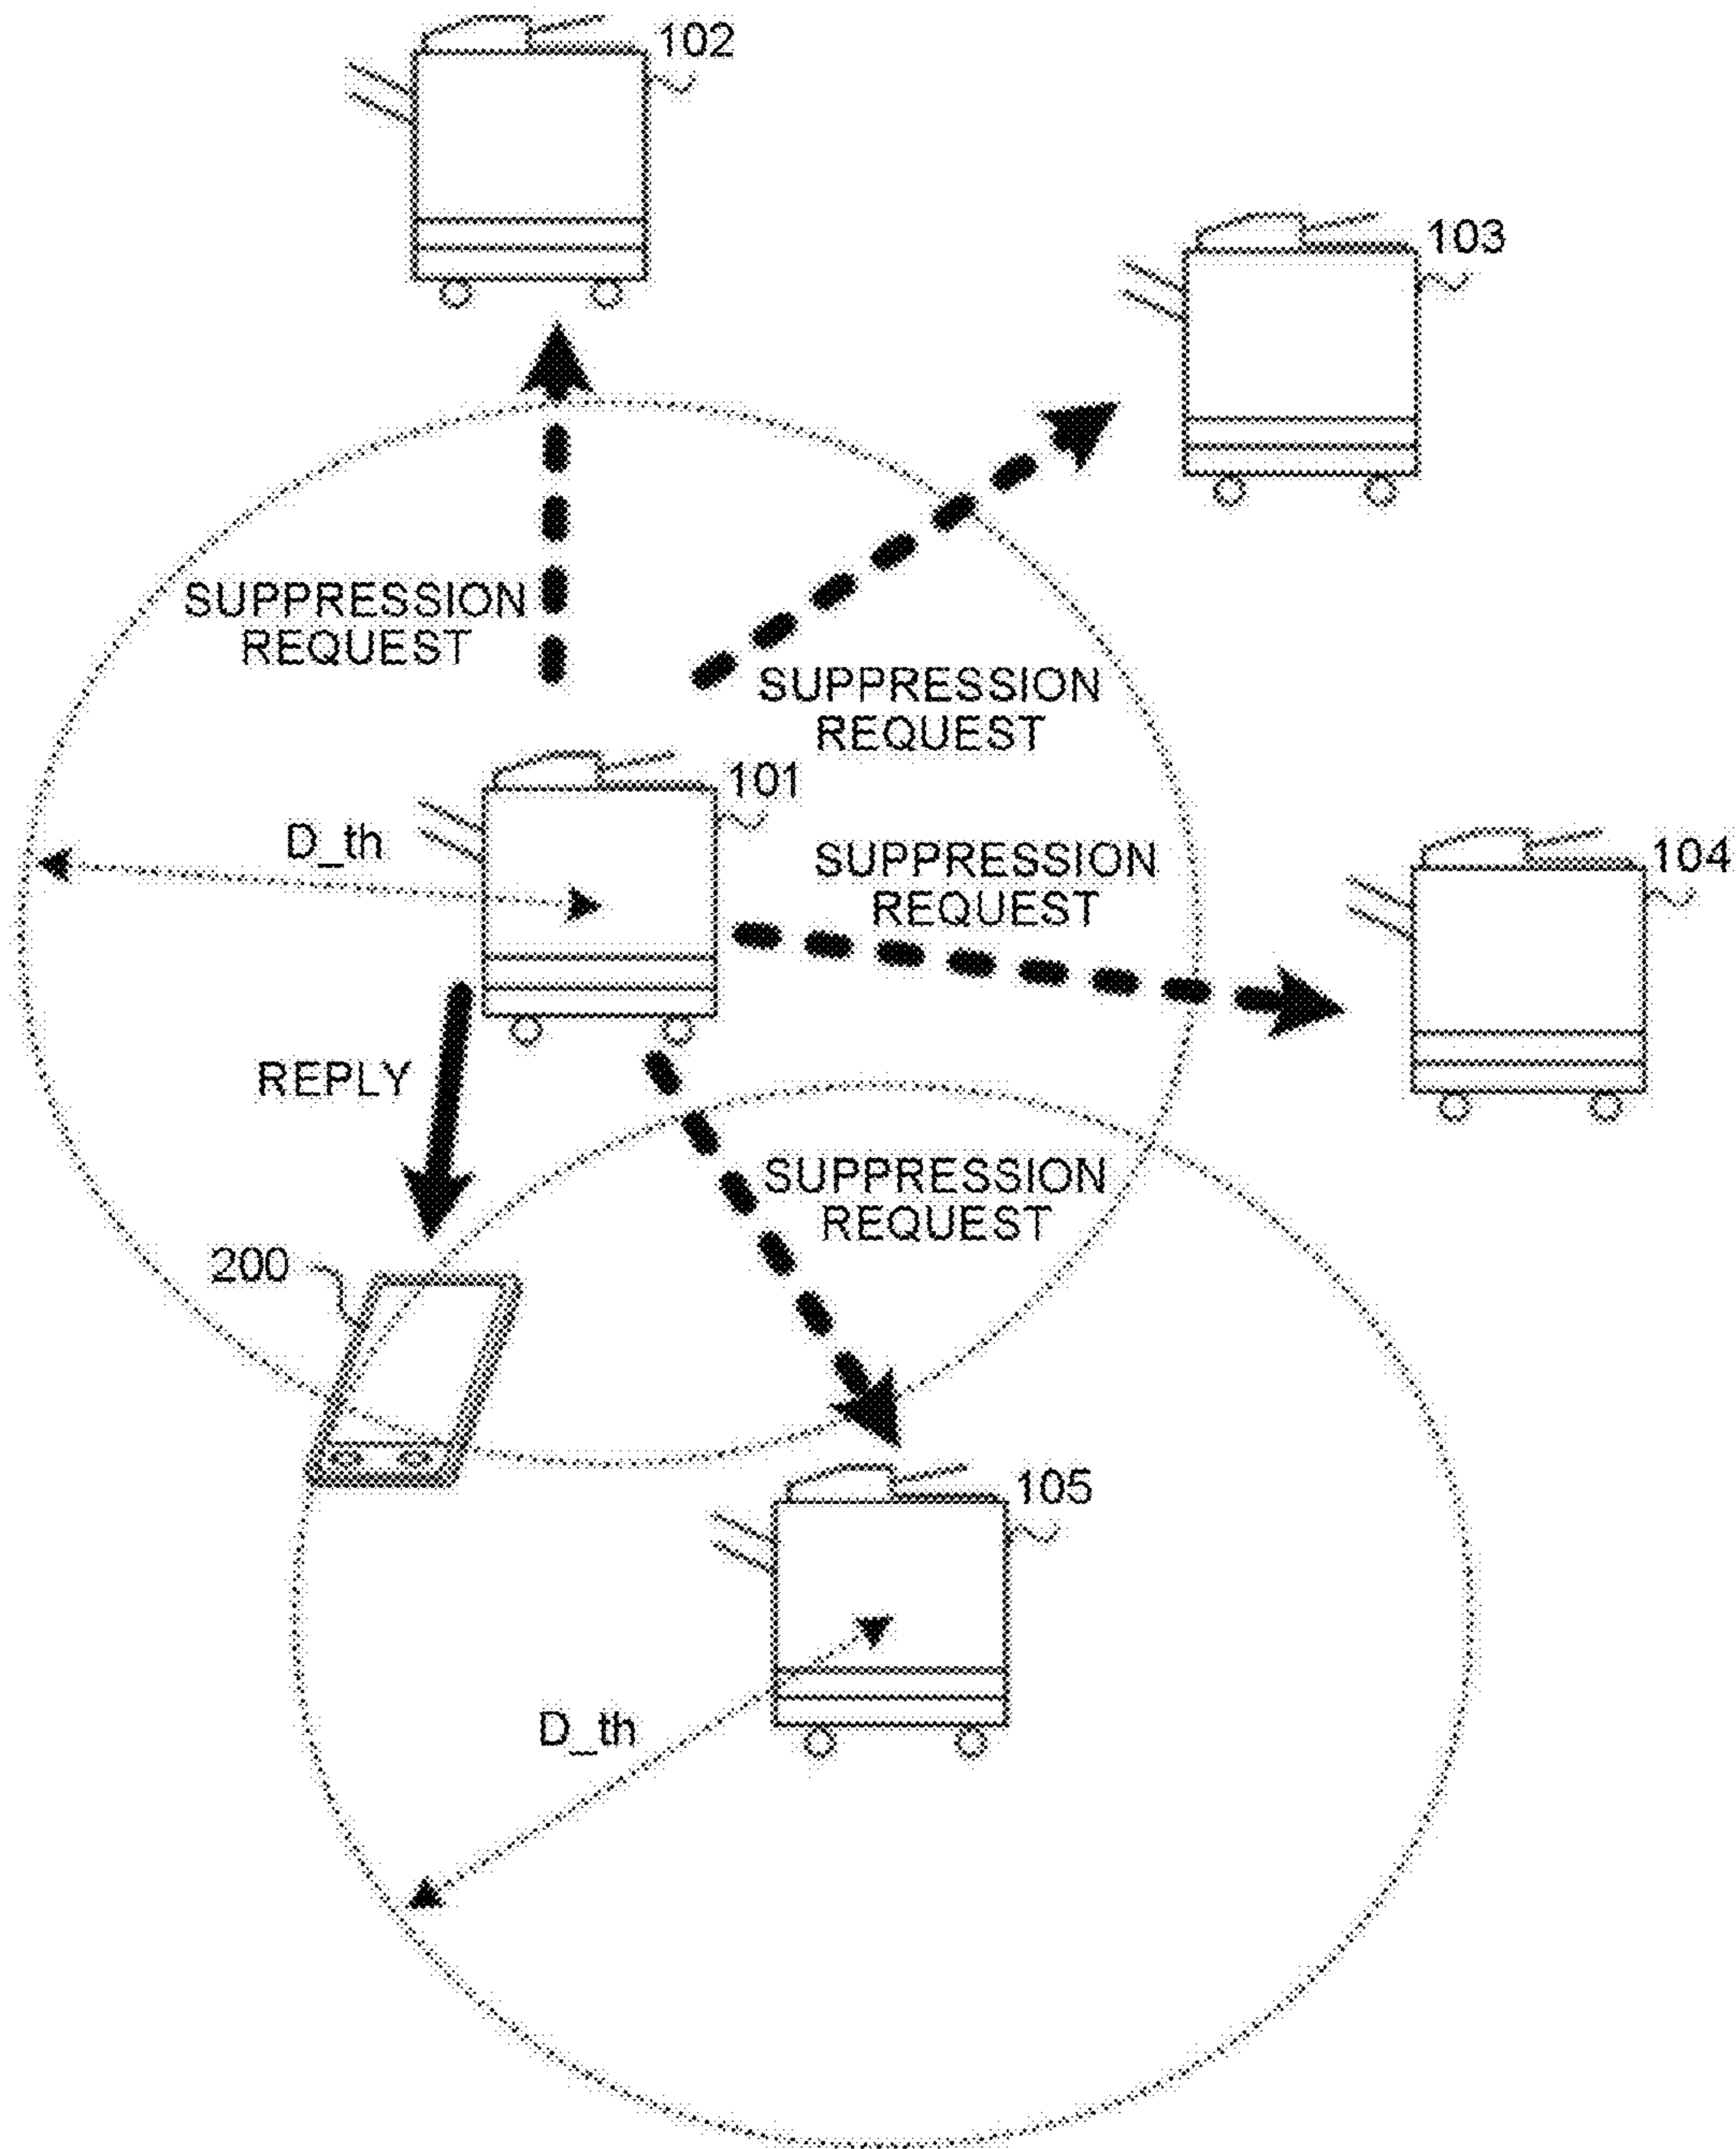 102
103
SUPPRESSION
REQUEST
SUPPRESSION
REQUEST
101
D_th
SUPPRESSION
REQUEST
104
REPLY
SUPPRESSION
REQUEST
200
105
D_th